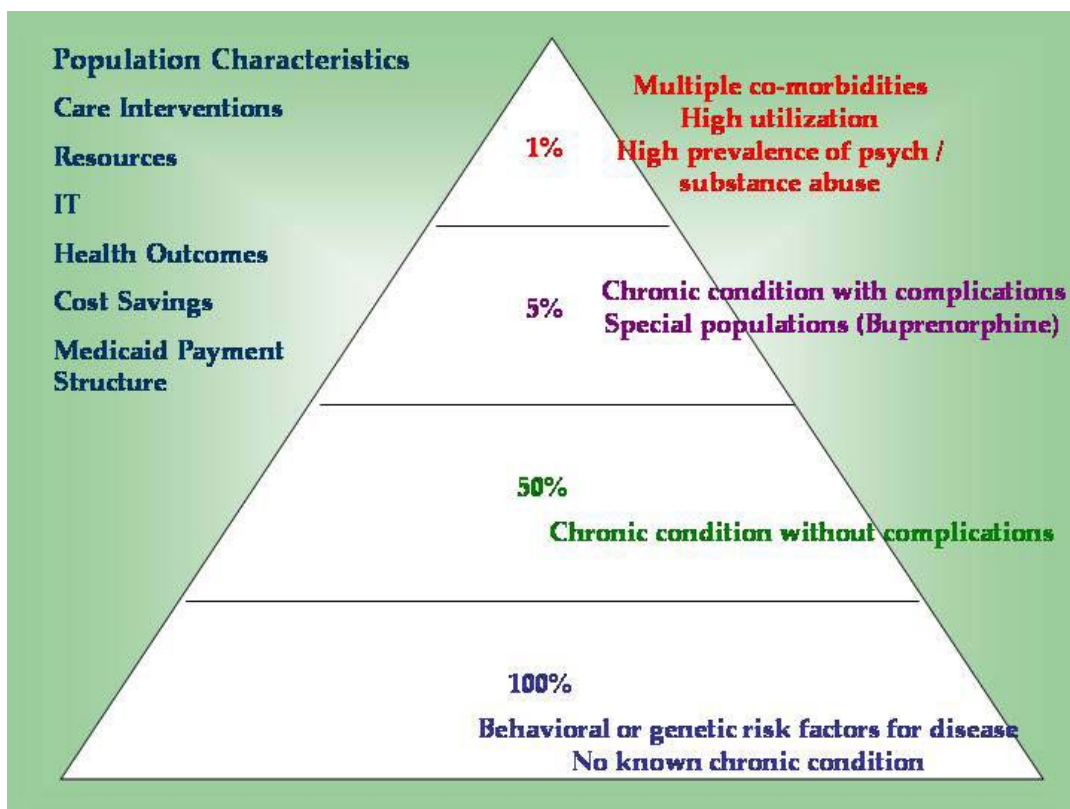 Population Characteristics
Care Interventions
Resources
IT
Health Outcomes
Cost Savings
Medicaid Payment
Structure
1%
Multiple co-morbidities
High utilization
High prevalence of psych /
substance abuse
5%
Chronic condition with complications
Special populations (Buprenorphine)
50%
Chronic condition without complications
100%
Behavioral or genetic risk factors for disease
No known chronic condition